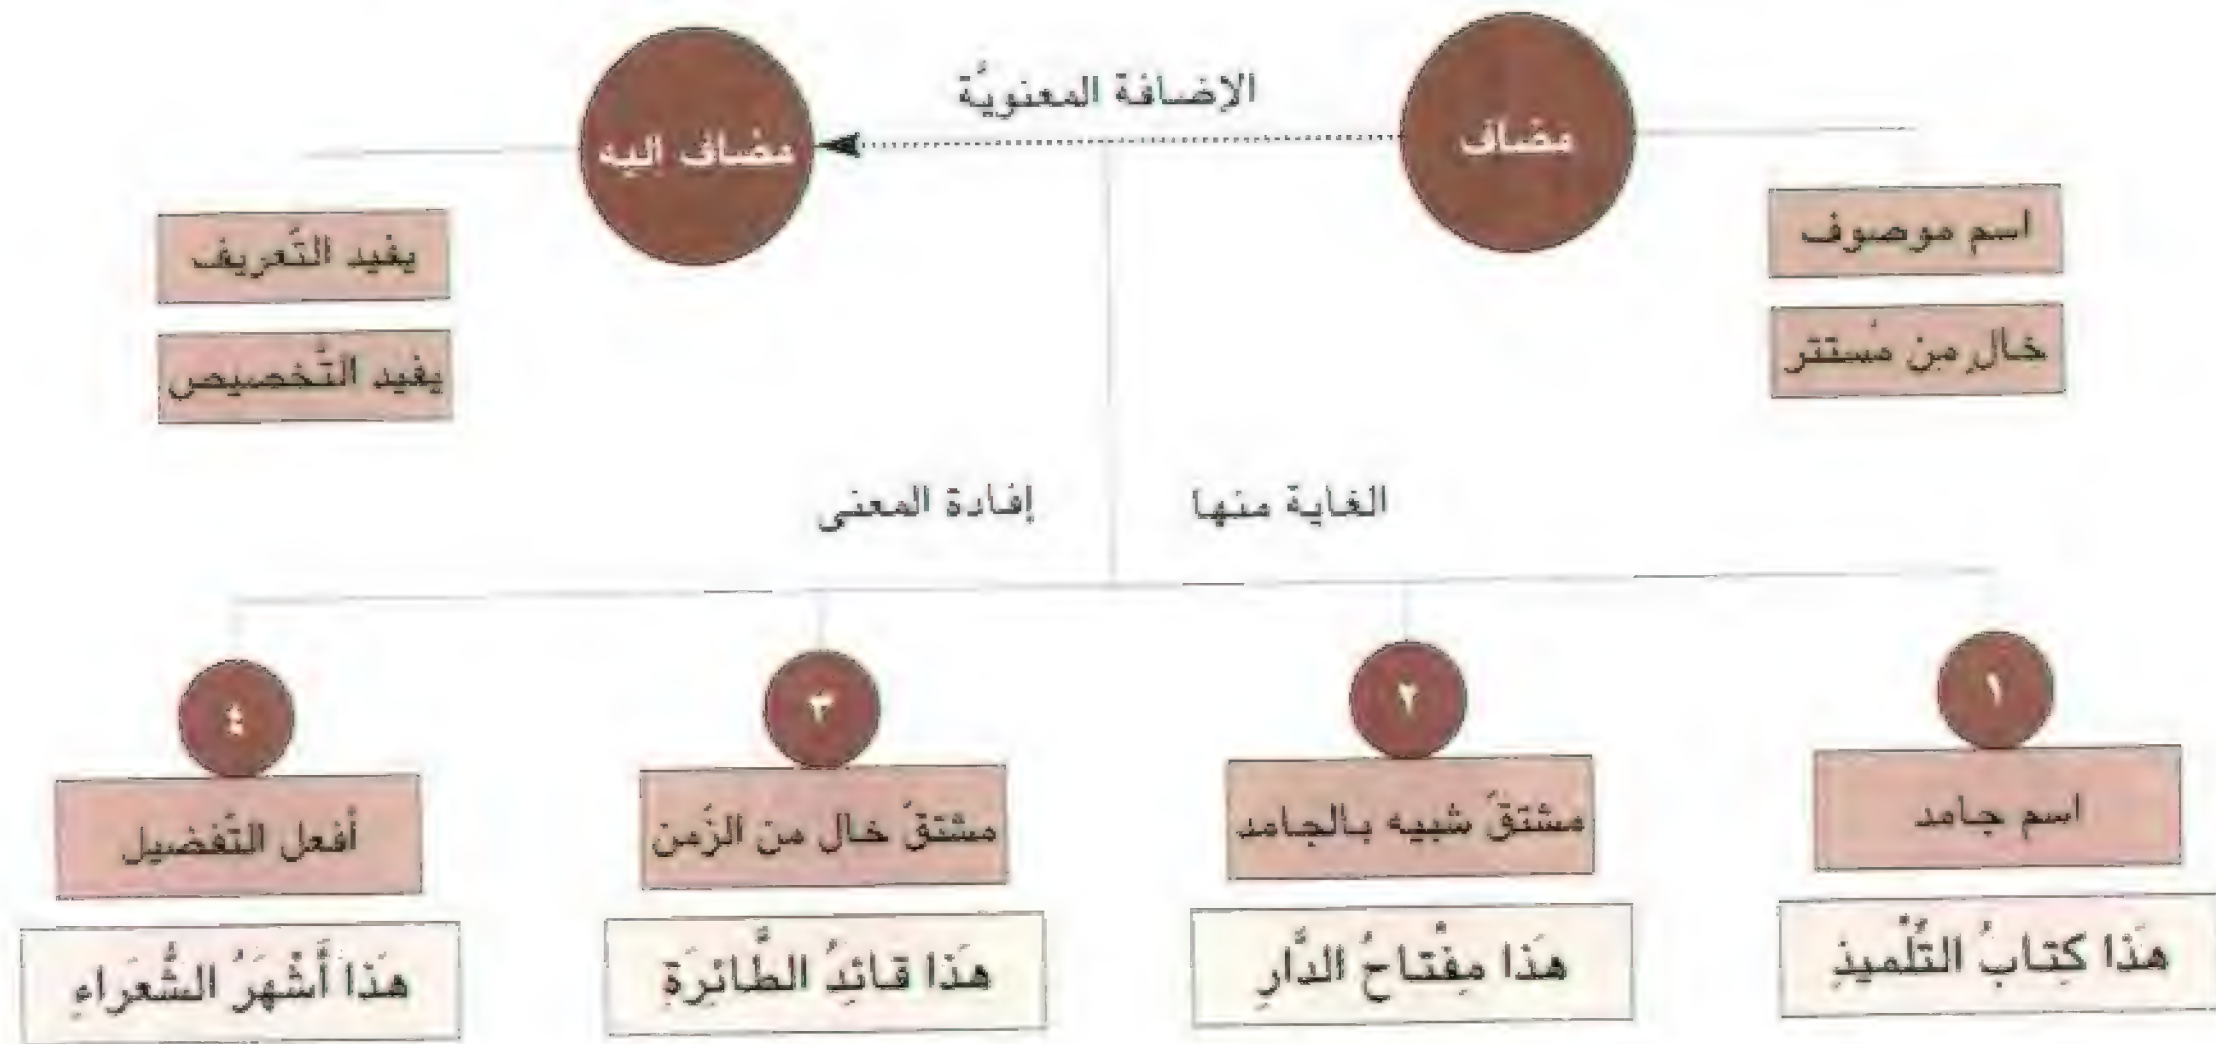 الإضافة المعنويَّة
مضاف
مضاف إليه
اسم موصوف
خالٍ من مُستتر
يفيد التَّعريف
يفيد التَّخصيص
الغاية منها
إفادة المعنى
١
اسم جامد
هَذا كِتابُ التِّلْميذِ
٢
مشتقّ شبيه بالجامد
هَذا مِفْتاحُ الدَّارِ
٣
مشتقّ خال من الزَّمن
هَذا قائِدُ الطَّائِرَةِ
٤
أفعل التَّفضيل
هَذا أَشْهَرُ الشُّعَراءِ